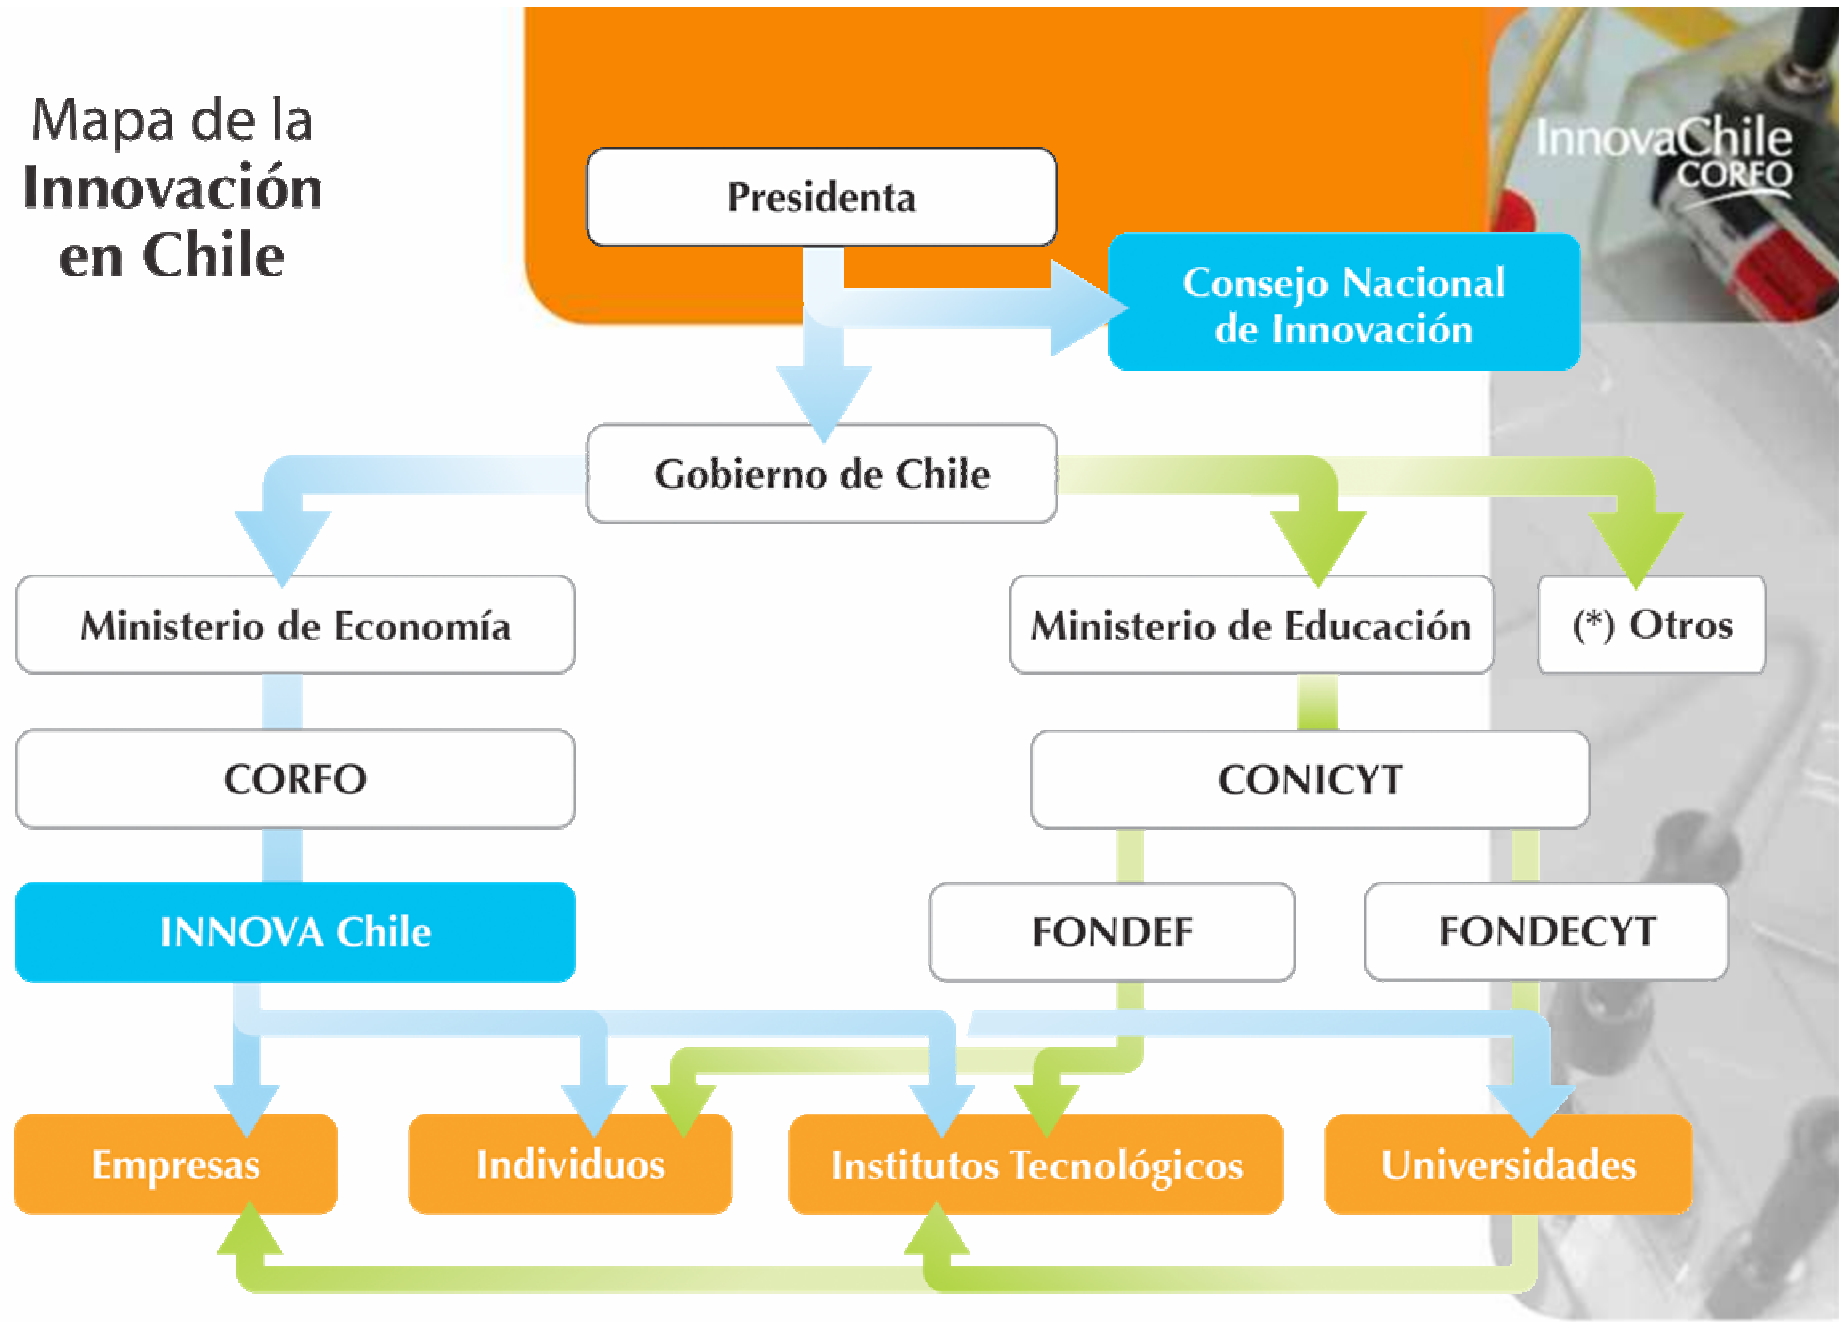 Mapa de la
Innovación
en Chile
InnovaChile
CORFO
Presidenta
Consejo Nacional
de Innovación
Gobierno de Chile
Ministerio de Economía
Ministerio de Educación
(*) Otros
CORFO
CONICYT
INNOVA Chile
FONDEF
FONDECYT
Empresas
Individuos
Institutos Tecnológicos
Universidades